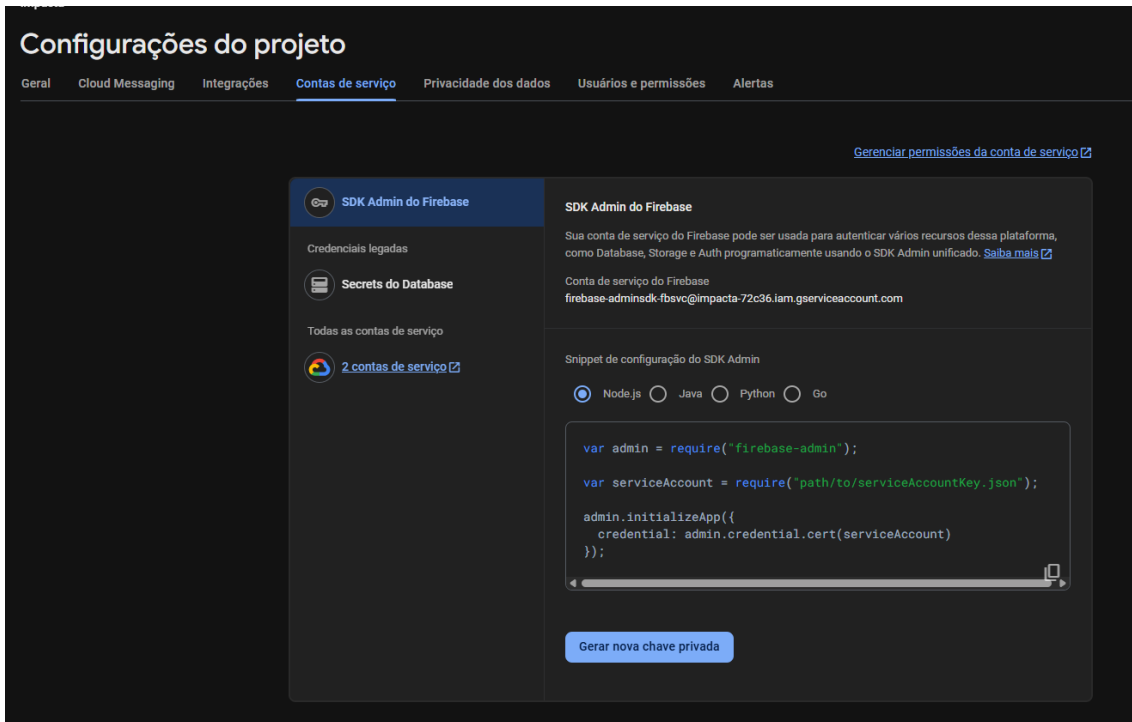 Configurações do projeto
Geral Cloud Messaging Integrações Contas de serviço Privacidade dos dados Usuários e permissões Alertas
Gerenciar permissões da conta de serviço
SDK Admin do Firebase
Credenciais legadas
Secrets do Database
Todas as contas de serviço
2 contas de serviço
SDK Admin do Firebase
Sua conta de serviço do Firebase pode ser usada para autenticar vários recursos dessa plataforma,
como Database, Storage e Auth programaticamente usando o SDK Admin unificado. Saiba mais
Conta de serviço do Firebase
firebase-adminsdk-fbsvc@impacta-72c36.iam.gserviceaccount.com
Snippet de configuração do SDK Admin
Node.js Java Python Go
var admin = require("firebase-admin");
var serviceAccount = require("path/to/serviceAccountKey.json");
admin.initializeApp({
credential: admin.credential.cert(serviceAccount)
});
Gerar nova chave privada